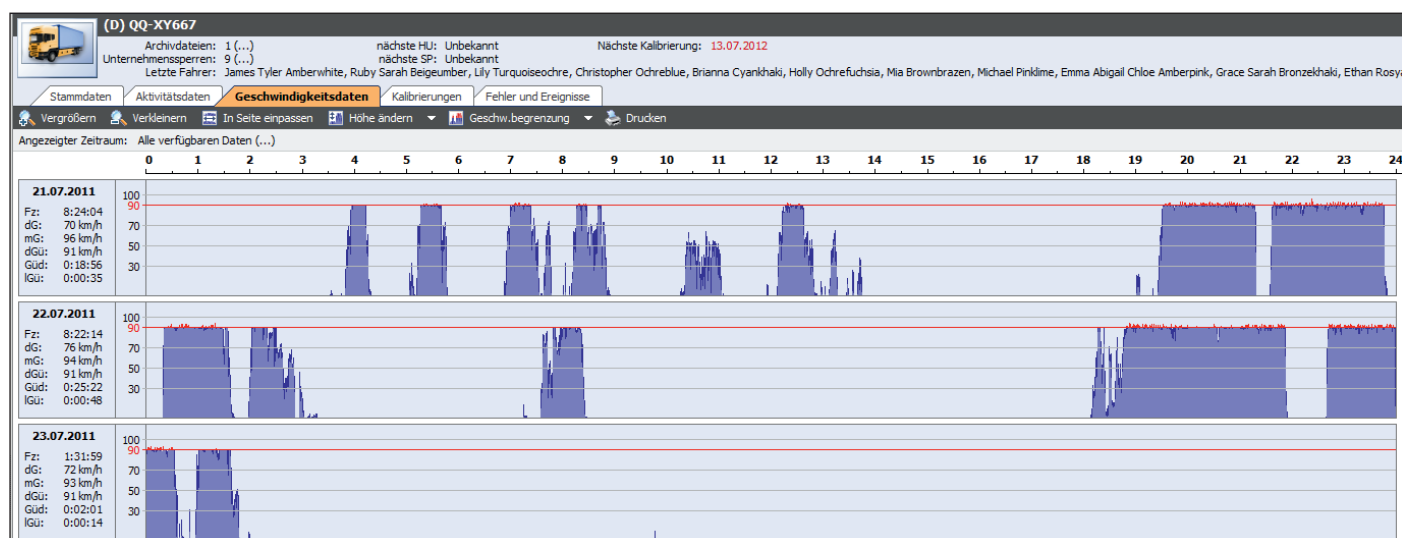 (D) QQ-XY667
Archivdateien: 1 (...) nächste HU: Unbekannt Nächste Kalibrierung: 13.07.2012
Unternehmenssperren: 9 (...) nächste SP: Unbekannt
Letzte Fahrer: James Tyler Amberwhite, Ruby Sarah Beigeumber, Lily Turquoiseochre, Christopher Ochreblue, Brianna Cyankhaki, Holly Ochrefuchsia, Mia Brownbrazen, Michael Pinklime, Emma Abigail Chloe Amberpink, Grace Sarah Bronzekhaki, Ethan Rosya
Stammdaten Aktivitätsdaten Geschwindigkeitsdaten Kalibrierungen Fehler und Ereignisse
Vergrößern Verkleinern In Seite einpassen Höhe ändern Geschw.begrenzung Drucken
Angezeigter Zeitraum: Alle verfügbaren Daten (...)
0 1 2 3 4 5 6 7 8 9 10 11 12 13 14 15 16 17 18 19 20 21 22 23 24
21.07.2011
Fz: 8:24:04
dG: 70 km/h
mG: 96 km/h
dGü: 91 km/h
Güd: 0:18:56
lGü: 0:00:35
100
90
70
50
30
22.07.2011
Fz: 8:22:14
dG: 76 km/h
mG: 94 km/h
dGü: 91 km/h
Güd: 0:25:22
lGü: 0:00:48
100
90
70
50
30
23.07.2011
Fz: 1:31:59
dG: 72 km/h
mG: 93 km/h
dGü: 91 km/h
Güd: 0:02:01
lGü: 0:00:14
100
90
70
50
30